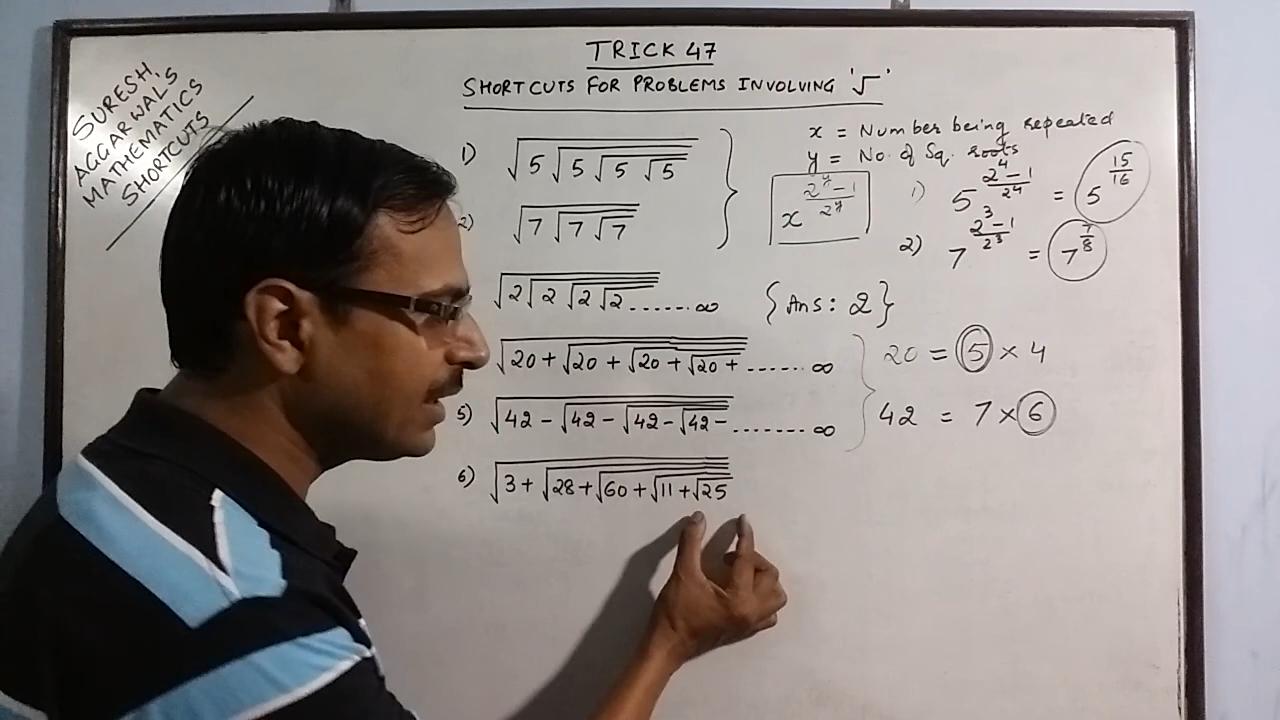 TRICK 47
SHORTCUTS FOR PROBLEMS INVOLVING '√'
SURESH
AGGARWAL'S
MATHEMATICS
SHORTCUTS
1) √5√5√5√5
2) √7√7√7
√2√2√2√2.......∞ {Ans: 2}
√20+√20+√20+√20+.......∞
5) √42-√42-√42-√42-........∞
6) √3+√28+√60+√11+√25
x = Number being repeated
y = No. of Sq. roots
x^((2^y-1)/2^y)
1) 5^((2^4-1)/2^4) = 5^(15/16)
2) 7^((2^3-1)/2^3) = 7^(7/8)
20 = 5 × 4
42 = 7 × 6